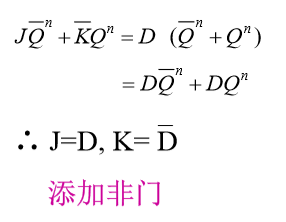 JQ̅ⁿ + K̅Qⁿ = D (Q̅ⁿ + Qⁿ)
= DQ̅ⁿ + DQⁿ
∴ J=D, K= D̅
添加非门